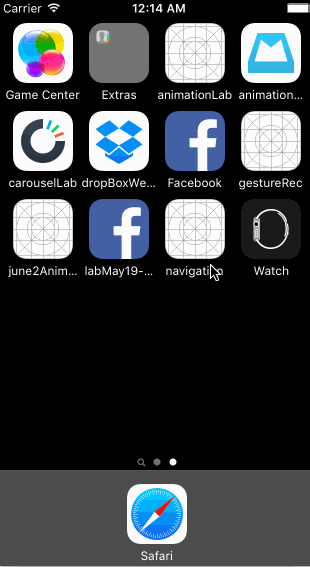 Carrier 12:14 AM
Game Center Extras animationLab animation...
carouselLab dropBoxWe... Facebook gestureRec
june2Anim... labMay19-... navigation Watch
Safari